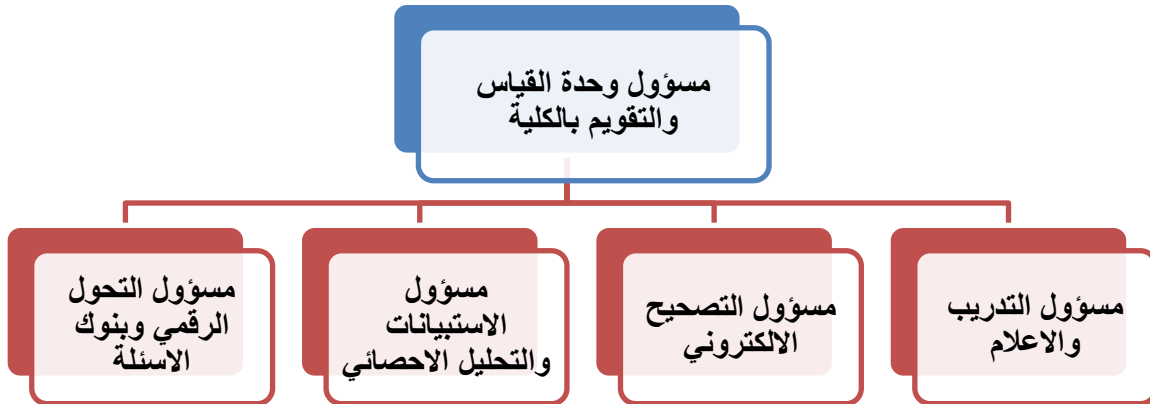 مسؤول وحدة القياس
والتقويم بالكلية
مسؤول التدريب
والاعلام
مسؤول التصحيح
الالكتروني
مسؤول
الاستبيانات
والتحليل الاحصائي
مسؤول التحول
الرقمي وبنوك
الاسئلة